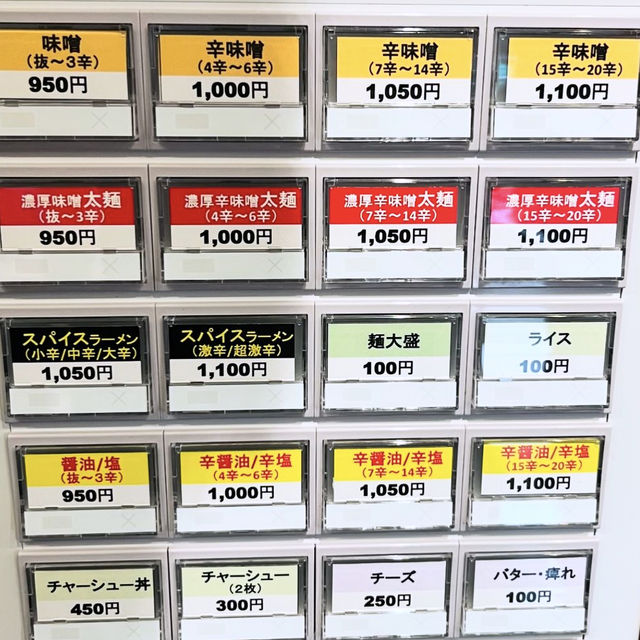 味噌
(抜～3辛)
950円
辛味噌
(4辛～6辛)
1,000円
辛味噌
(7辛～14辛)
1,050円
辛味噌
(15辛～20辛)
1,100円
濃厚味噌太麺
(抜～3辛)
950円
濃厚辛味噌太麺
(4辛～6辛)
1,000円
濃厚辛味噌太麺
(7辛～14辛)
1,050円
濃厚辛味噌太麺
(15辛～20辛)
1,100円
スパイスラーメン
(小辛/中辛/大辛)
1,050円
スパイスラーメン
(激辛/超激辛)
1,100円
麺大盛
100円
ライス
100円
醤油/塩
(抜～3辛)
950円
辛醤油/辛塩
(4辛～6辛)
1,000円
辛醤油/辛塩
(7辛～14辛)
1,050円
辛醤油/辛塩
(15辛～20辛)
1,100円
チャーシュー丼
450円
チャーシュー
(2枚)
300円
チーズ
250円
バター・痺れ
100円